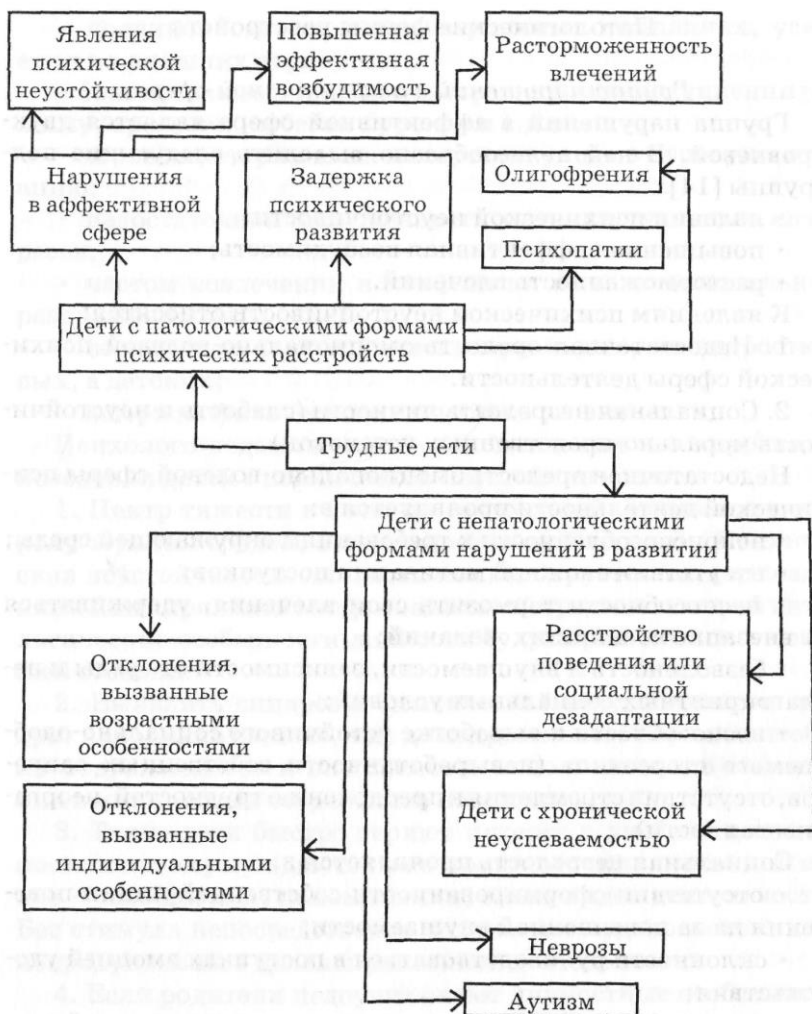 Явления
психической
неустойчивости
Повышенная
эффективная
возбудимость
Расторможенность
влечений
Нарушения
в аффективной
сфере
Задержка
психического
развития
Олигофрения
Психопатии
Дети с патологическими формами
психических расстройств
Трудные дети
Дети с непатологическими
формами нарушений в развитии
Отклонения,
вызванные
возрастными
особенностями
Расстройство
поведения или
социальной
дезадаптации
Отклонения,
вызванные
индивидуальными
особенностями
Дети с хронической
неуспеваемостью
Неврозы
Аутизм